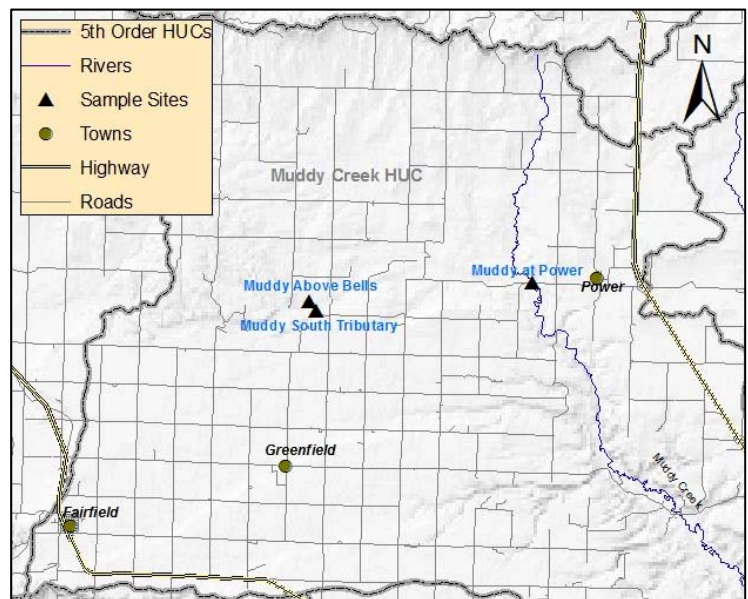 5th Order HUCs
Rivers
Sample Sites
Towns
Highway
Roads
N
Muddy Creek HUC
Muddy at Power
Power
Muddy Above Bells
Muddy South Tributary
Greenfield
Muddy Creek
Fairfield